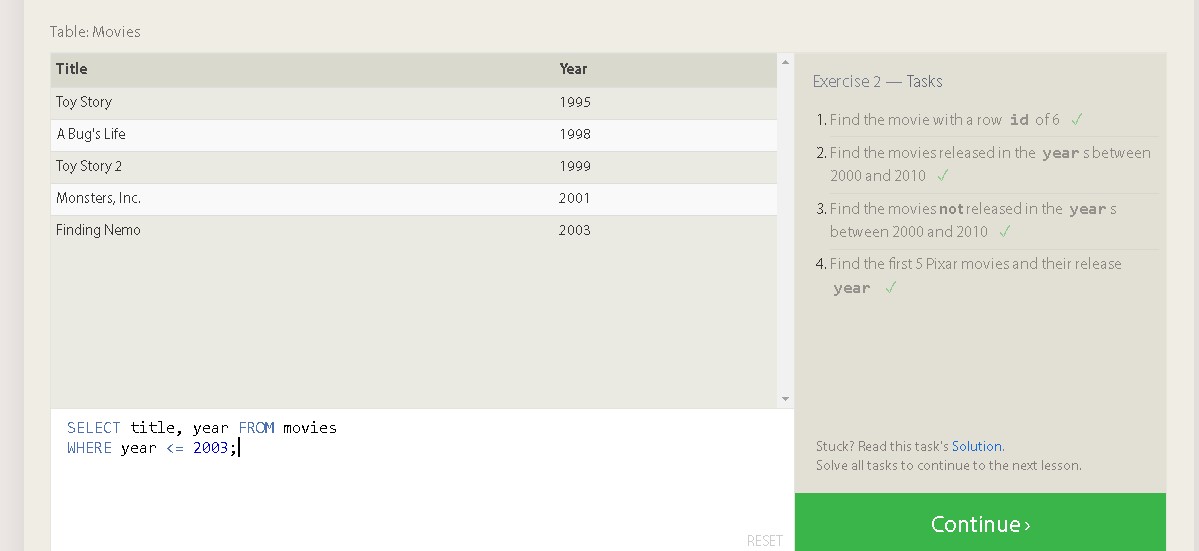 Table: Movies
Title Year
Toy Story 1995
A Bug's Life 1998
Toy Story 2 1999
Monsters, Inc. 2001
Finding Nemo 2003
SELECT title, year FROM movies
WHERE year <= 2003;
RESET
Exercise 2 — Tasks
1. Find the movie with a row id of 6 ✓
2. Find the movies released in the year s between
2000 and 2010 ✓
3. Find the movies not released in the year s
between 2000 and 2010 ✓
4. Find the first 5 Pixar movies and their release
year ✓
Stuck? Read this task's Solution.
Solve all tasks to continue to the next lesson.
Continue ›